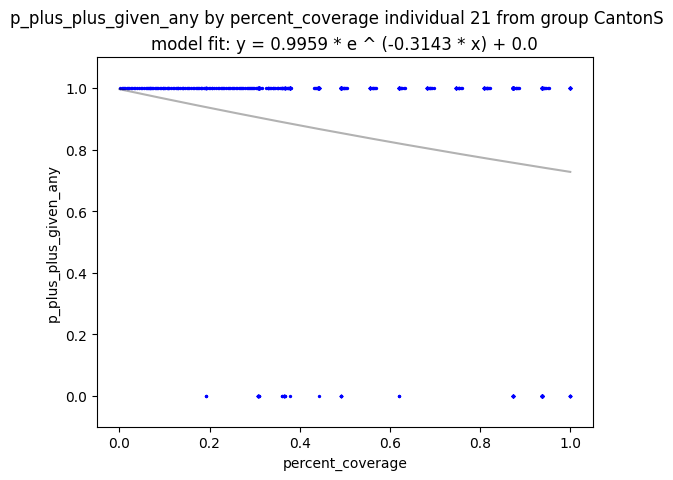 p_plus_plus_given_any by percent_coverage individual 21 from group CantonS
model fit: y = 0.9959 * e ^ (-0.3143 * x) + 0.0
1.0
0.8
0.6
0.4
0.2
0.0
p_plus_plus_given_any
0.0 0.2 0.4 0.6 0.8 1.0
percent_coverage